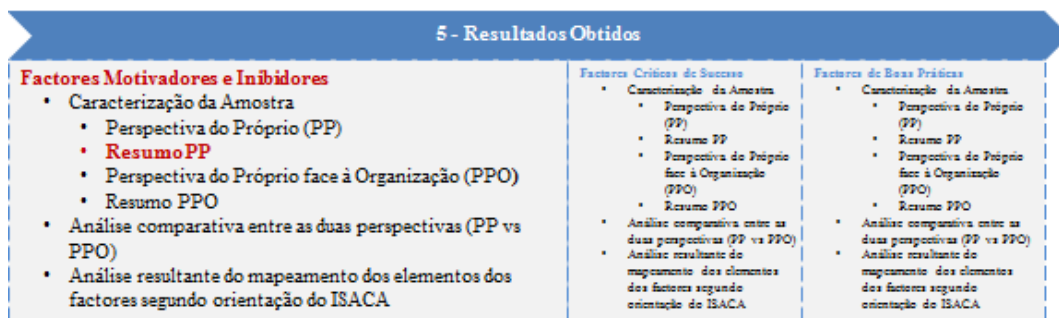 5 - Resultados Obtidos
Factores Motivadores e Inibidores
• Caracterização da Amostra
• Perspectiva do Próprio (PP)
• Resumo PP
• Perspectiva do Próprio face à Organização (PPO)
• Resumo PPO
• Análise comparativa entre as duas perspectivas (PP vs
PPO)
• Análise resultante do mapeamento dos elementos dos
factores segundo orientação do ISACA
Factores Críticos de Sucesso
• Caracterização da Amostra
• Perspectiva do Próprio
(PP)
• Resumo PP
• Perspectiva do Próprio
face à Organização
(PPO)
• Resumo PPO
• Análise comparativa entre as
duas perspectivas (PP vs PPO)
• Análise resultante do
mapeamento dos elementos
dos factores segundo
orientação do ISACA
Factores de Boas Práticas
• Caracterização da Amostra
• Perspectiva do Próprio
(PP)
• Resumo PP
• Perspectiva do Próprio
face à Organização
(PPO)
• Resumo PPO
• Análise comparativa entre as
duas perspectivas (PP vs PPO)
• Análise resultante do
mapeamento dos elementos
dos factores segundo
orientação do ISACA